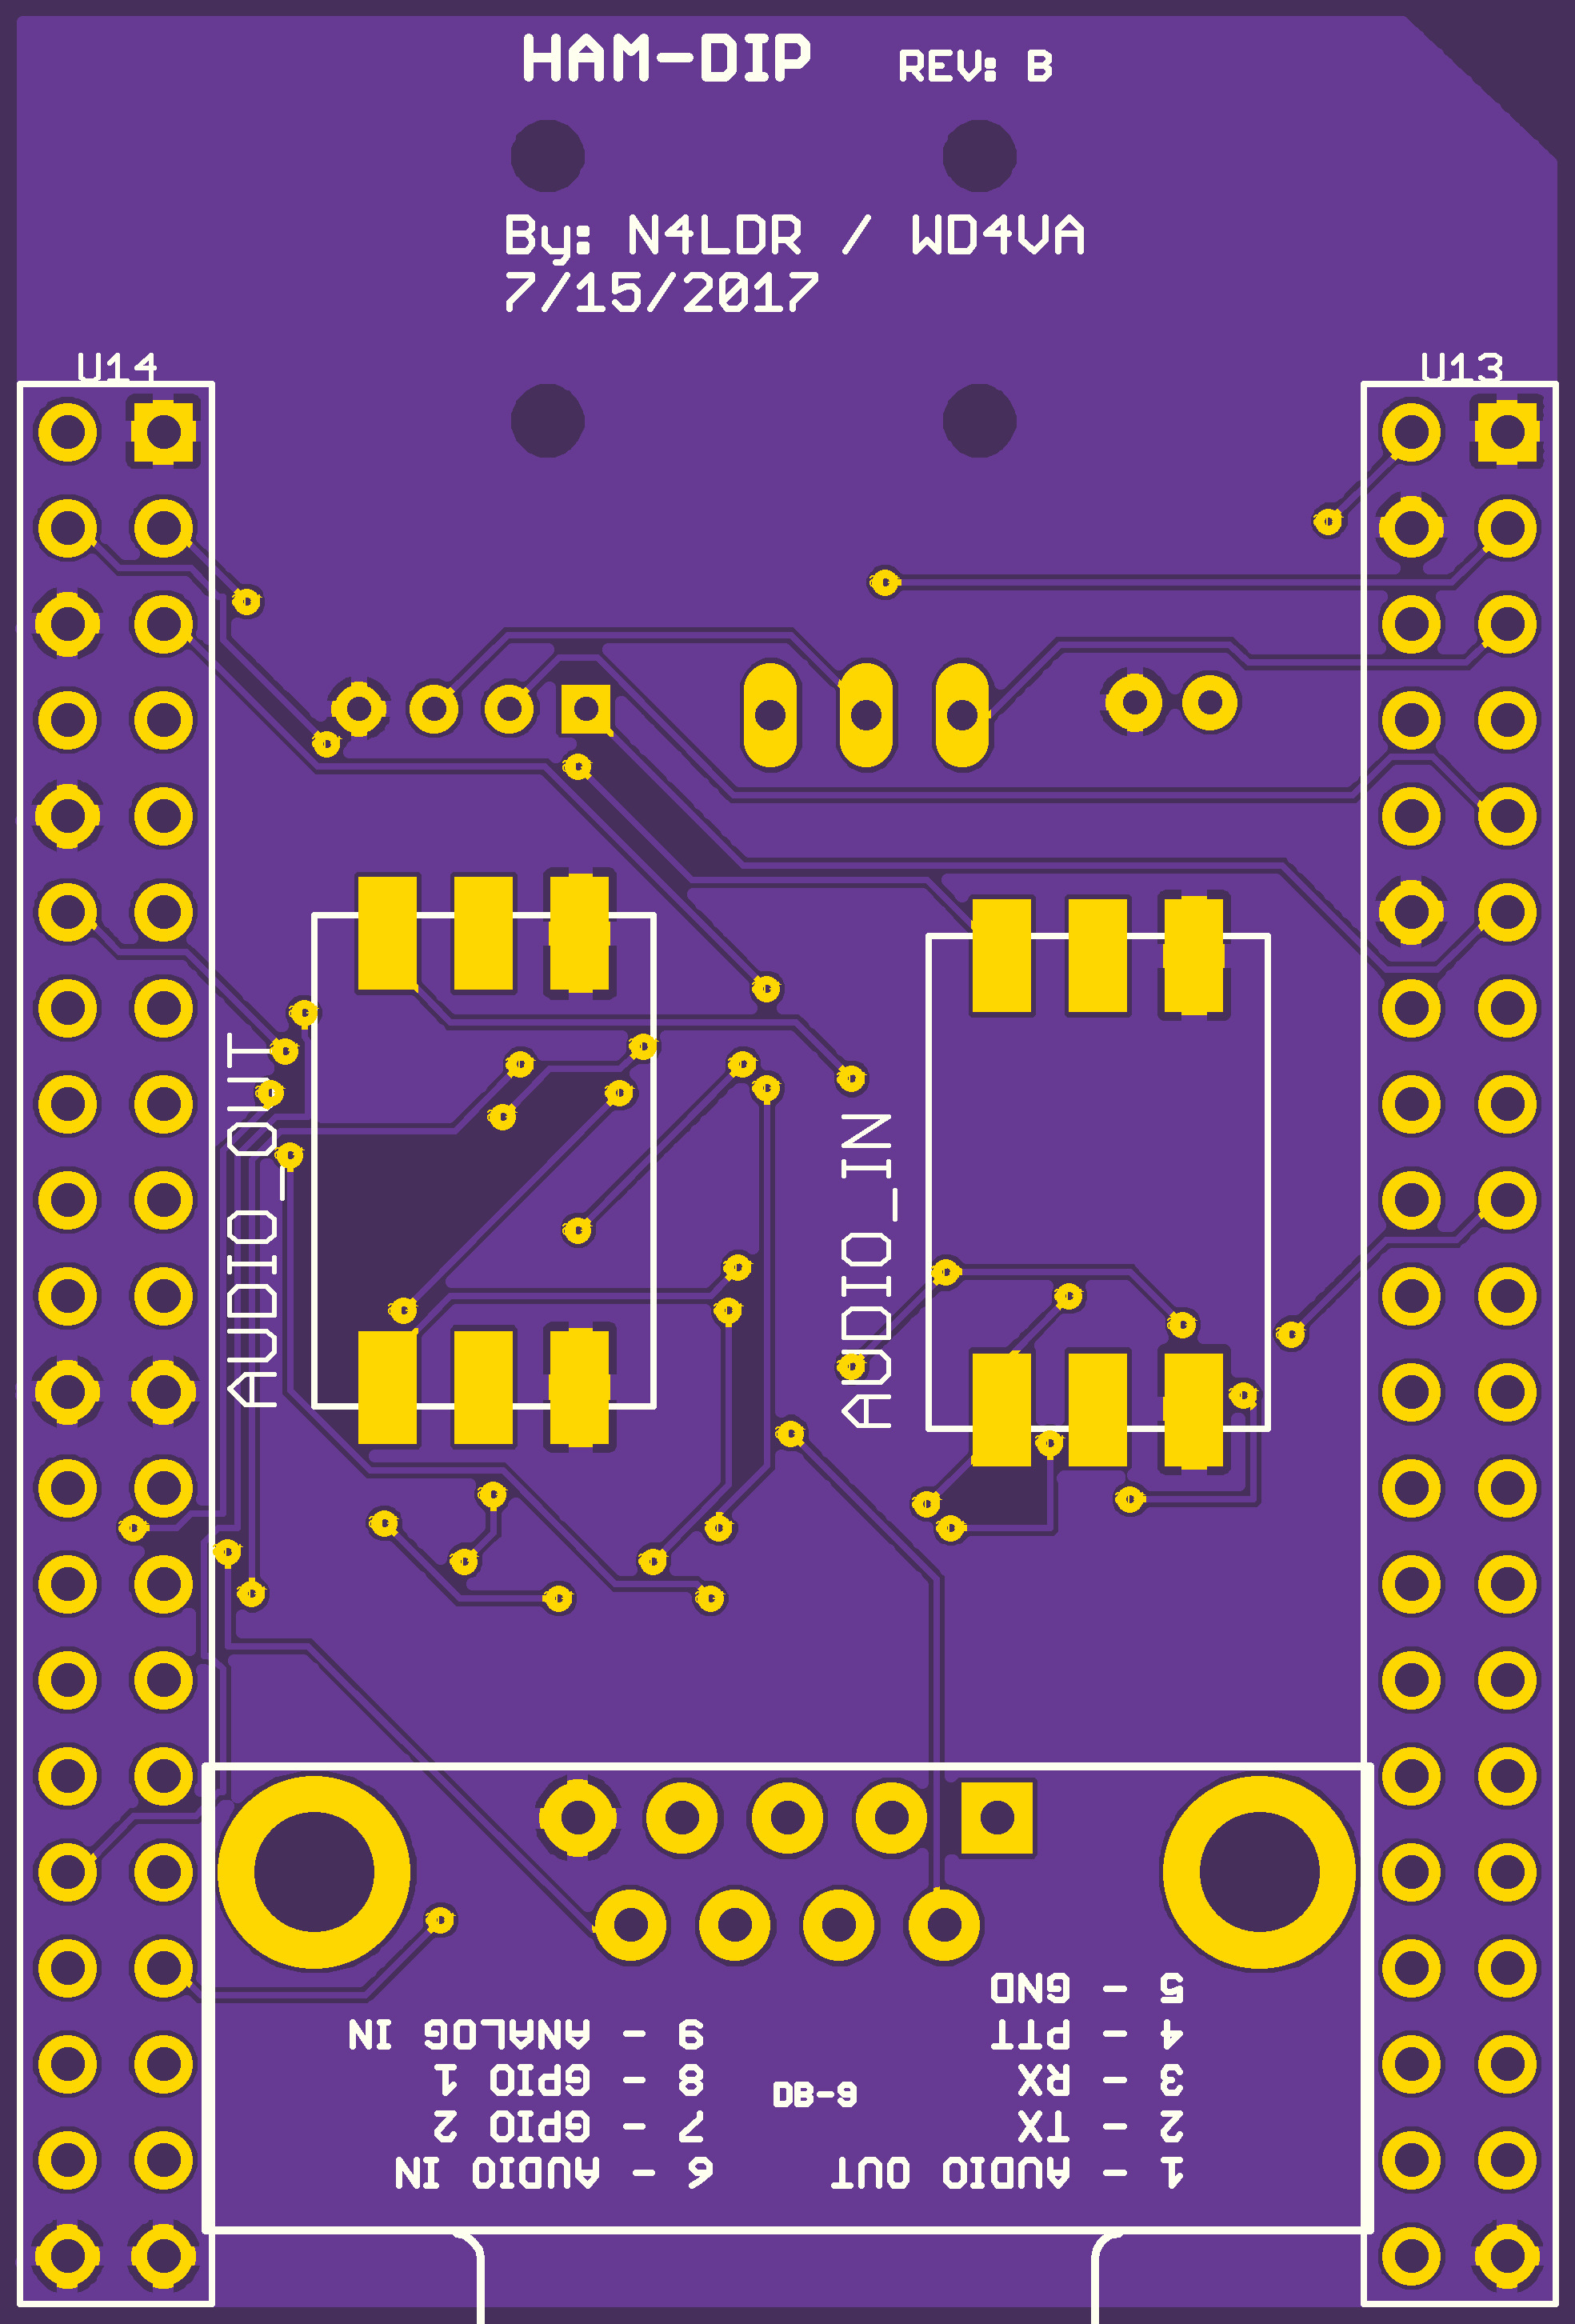 HAM-DIP REV: B
By: N4LDR / WD4VA
7/15/2017
U14
U13
AUDIO_OUT
AUDIO_IN
1 - AUDIO OUT
2 - TX
3 - RX
4 - PTT
5 - GND
6 - AUDIO IN
7 - GPIO 2
8 - GPIO 1
9 - ANALOG IN
DB-9